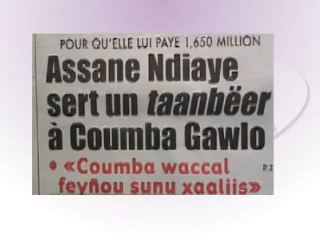 POUR QU'ELLE LUI PAYE 1,650 MILLION
Assane Ndiaye
sert un taanbëer
à Coumba Gawlo
• «Coumba waccal
feyñou sunu xaaliis»
P.2